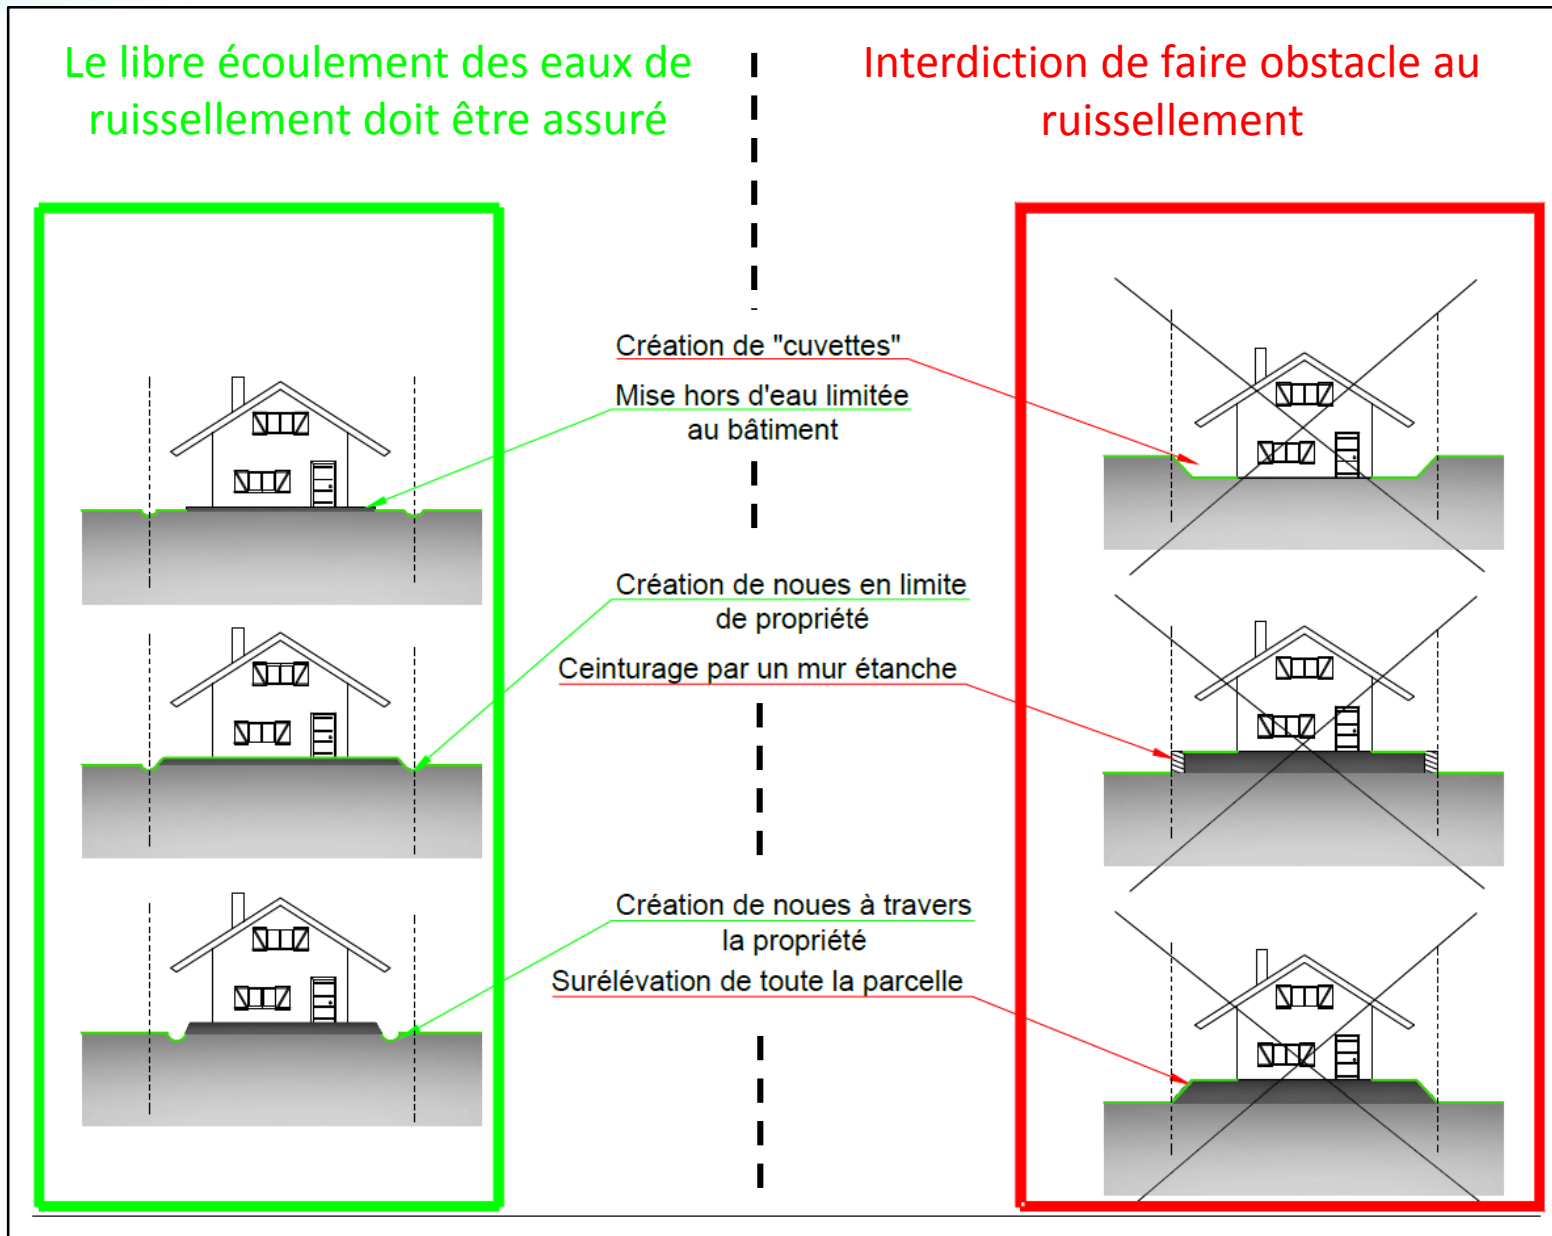 Le libre écoulement des eaux de
ruissellement doit être assuré
Interdiction de faire obstacle au
ruissellement
Création de "cuvettes"
Mise hors d'eau limitée
au bâtiment
Création de noues en limite
de propriété
Ceinturage par un mur étanche
Création de noues à travers
la propriété
Surélévation de toute la parcelle